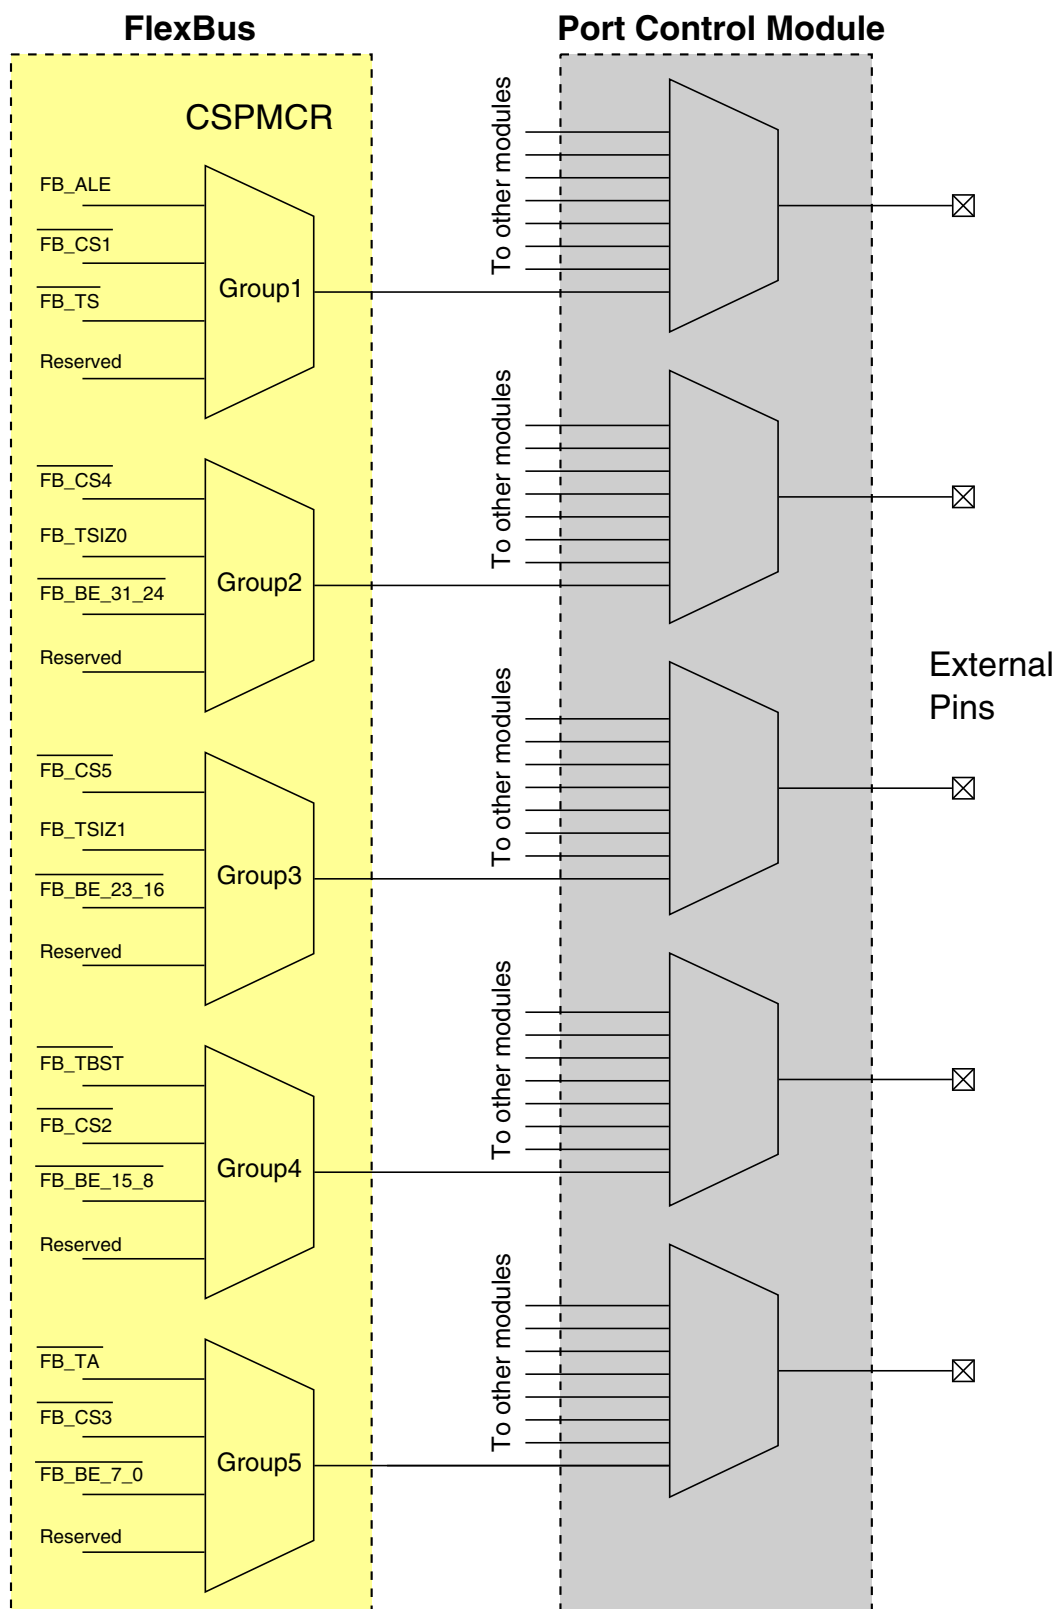 FlexBus
Port Control Module
CSPMCR
FB_ALE
FB_CS1
FB_TS
Reserved
Group1
To other modules
FB_CS4
FB_TSIZ0
FB_BE_31_24
Reserved
Group2
To other modules
External
Pins
FB_CS5
FB_TSIZ1
FB_BE_23_16
Reserved
Group3
To other modules
FB_TBST
FB_CS2
FB_BE_15_8
Reserved
Group4
To other modules
FB_TA
FB_CS3
FB_BE_7_0
Reserved
Group5
To other modules